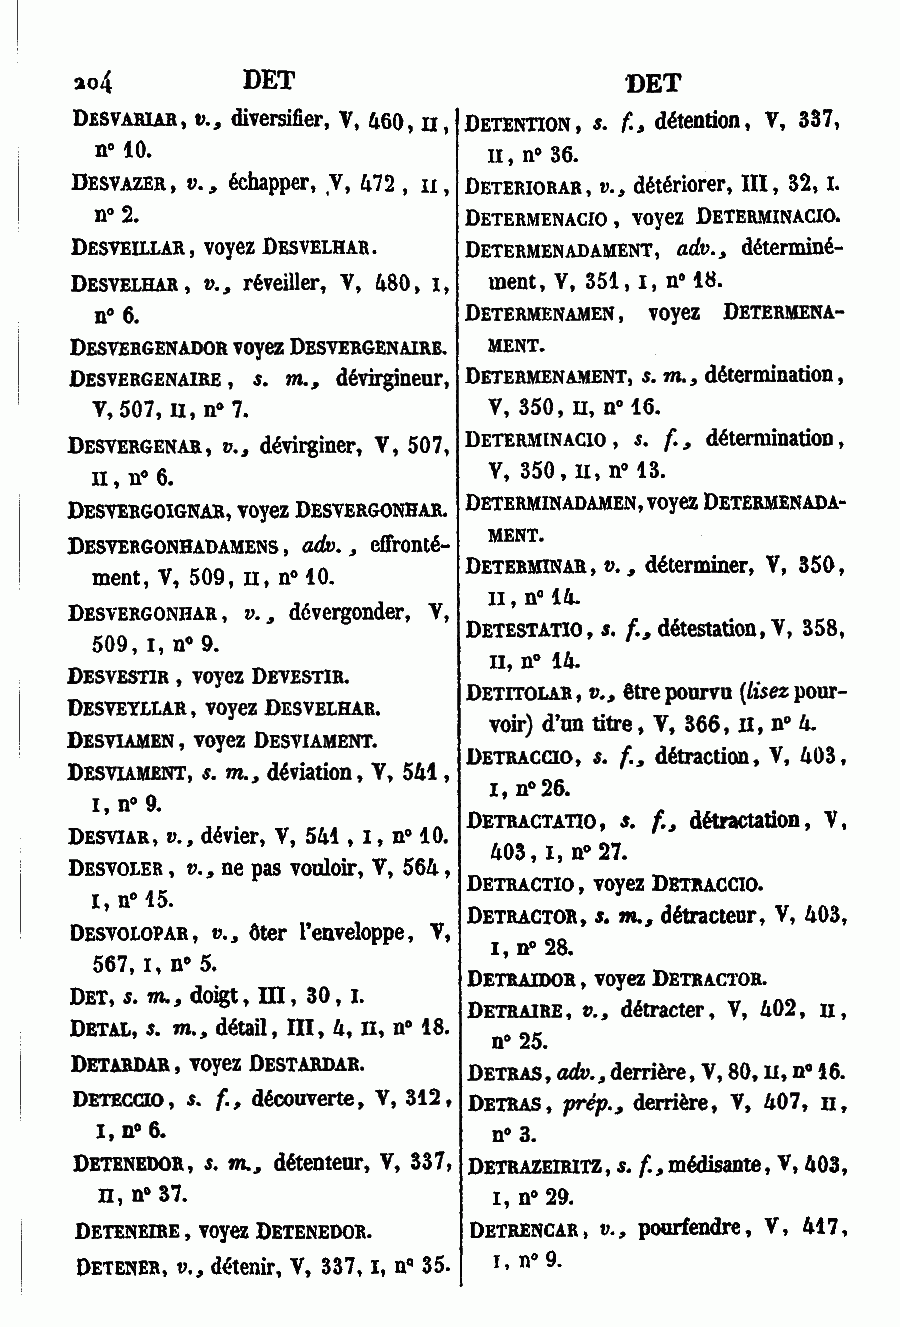 204 DET DET
DESVARIAR, v., diversifier, V, 460, II,
n° 10.
DESVAZER, v., échapper, V, 472, II,
n° 2.
DESVEILLAR, voyez DESVELHAR.
DESVELHAR, v., réveiller, V, 480, I,
n° 6.
DESVERGENADOR voyez DESVERGENAIRE.
DESVERGENAIRE, s. m., dévirgineur,
V, 507, II, n° 7.
DESVERGENAR, v., dévirginer, V, 507,
II, n° 6.
DESVERGOIGNAR, voyez DESVERGONHAR.
DESVERGONHADAMENS, adv., effronté-
ment, V, 509, II, n° 10.
DESVERGONHAR, v., dévergonder, V,
509, I, n° 9.
DESVESTIR, voyez DEVESTIR.
DESVEYLLAR, voyez DESVELHAR.
DESVIAMEN, voyez DESVIAMENT.
DESVIAMENT, s. m., déviation, V, 541,
I, n° 9.
DESVIAR, v., dévier, V, 541, I, n° 10.
DESVOLER, v., ne pas vouloir, V, 564,
I, n° 15.
DESVOLOPAR, v., ôter l'enveloppe, V,
567, I, n° 5.
DET, s. m., doigt, III, 30, I.
DETAL, s. m., détail, III, 4, II, n° 18.
DETARDAR, voyez DESTARDAR.
DETECCIO, s. f., découverte, V, 312,
I, n° 6.
DETENEDOR, s. m., détenteur, V, 337,
II, n° 37.
DETENEIRE, voyez DETENEDOR.
DETENER, v., détenir, V, 337, I, n° 35.
DETENTION, s. f., détention, V, 337,
II, n° 36.
DETERIORAR, v., détériorer, III, 32, I.
DETERMENACIO, voyez DETERMINACIO.
DETERMENADAMENT, adv., déterminé-
ment, V, 351, I, n° 18.
DETERMENAMEN, voyez DETERMENA-
MENT.
DETERMENAMENT, s. m., détermination,
V, 350, II, n° 16.
DETERMINACIO, s. f., détermination,
V, 350, II, n° 13.
DETERMINADAMEN, voyez DETERMENADA-
MENT.
DETERMINAR, v., déterminer, V, 350,
II, n° 14.
DETESTATIO, s. f., détestation, V, 358,
II, n° 14.
DETITOLAR, v., être pourvu (lisez pour-
voir) d'un titre, V, 366, II, n° 4.
DETRACCIO, s. f., détraction, V, 403,
I, n° 26.
DETRACTATIO, s. f., détractation, V,
403, I, n° 27.
DETRACTIO, voyez DETRACCIO.
DETRACTOR, s. m., détracteur, V, 403,
I, n° 28.
DETRAIDOR, voyez DETRACTOR.
DETRAIRE, v., détracter, V, 402, II,
n° 25.
DETRAS, adv., derrière, V, 80, II, n° 16.
DETRAS, prép., derrière, V, 407, II,
n° 3.
DETRAZEIRITZ, s. f., médisante, V, 403,
I, n° 29.
DETRENCAR, v., pourfendre, V, 417,
I, n° 9.